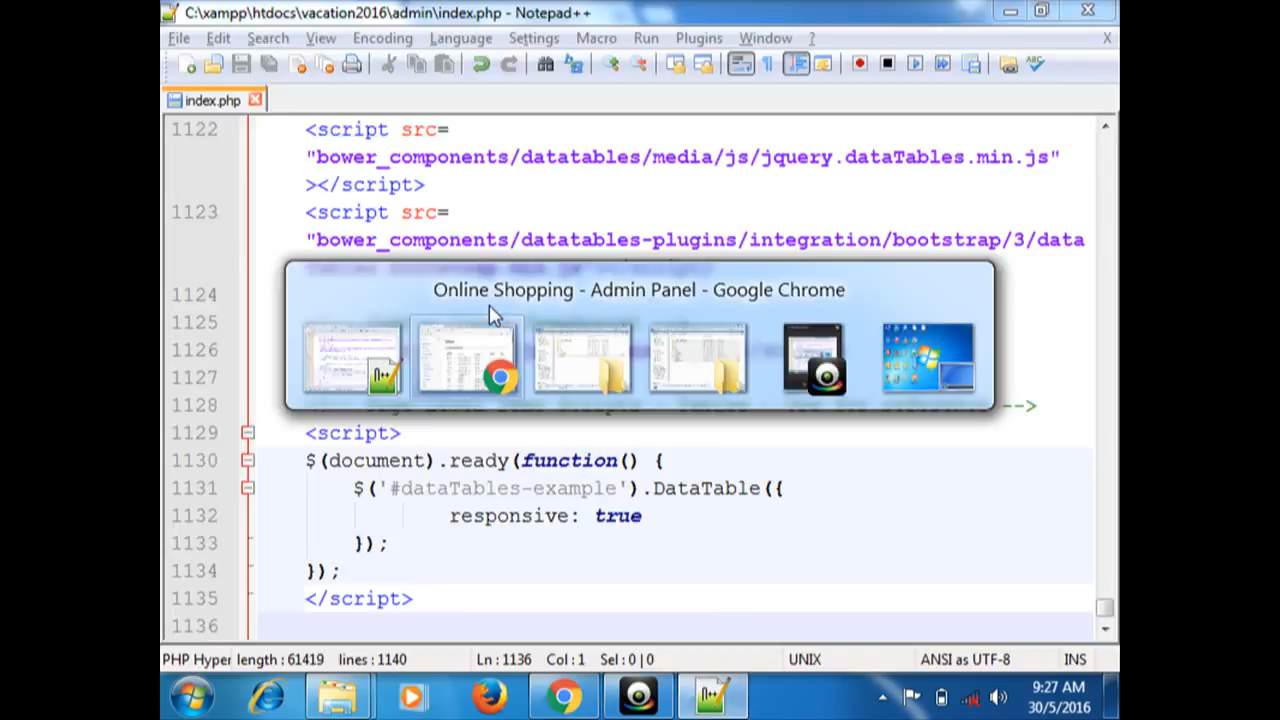 C:\xampp\htdocs\vacation2016\admin\index.php - Notepad++
File Edit Search View Encoding Language Settings Macro Run Plugins Window ? X
index.php
1122 <script src=
"bower_components/datatables/media/js/jquery.dataTables.min.js"
></script>
1123 <script src=
"bower_components/datatables-plugins/integration/bootstrap/3/data
Online Shopping - Admin Panel - Google Chrome
1124
1125
1126
1127
1128 -->
1129 <script>
1130 $(document).ready(function() {
1131 $('#dataTables-example').DataTable({
1132 responsive: true
1133 });
1134 });
1135 </script>
1136
PHP Hyper length : 61419 lines : 1140 Ln : 1136 Col : 1 Sel : 0 | 0 UNIX ANSI as UTF-8 INS
9:27 AM
30/5/2016